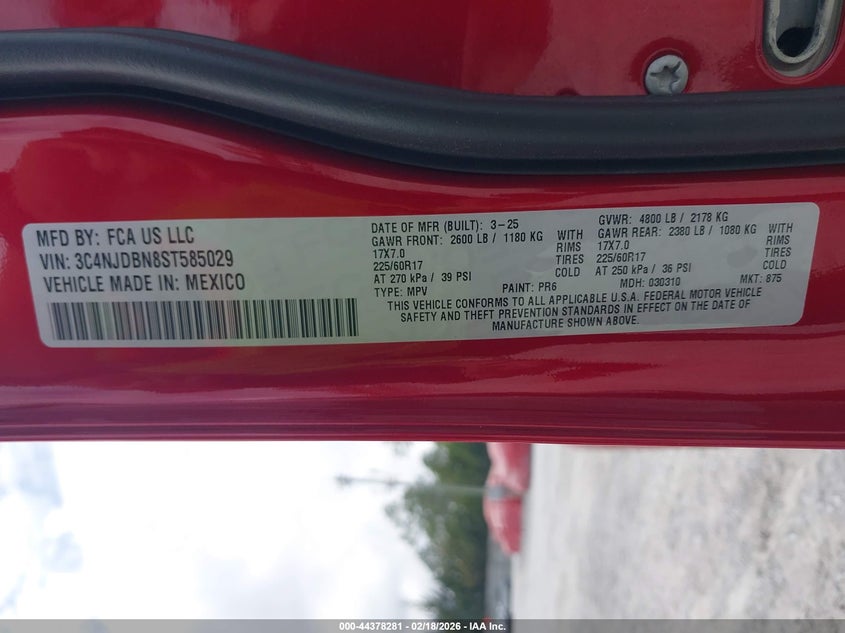 MFD BY: FCA US LLC
VIN: 3C4NJDBN8ST585029
VEHICLE MADE IN: MEXICO
DATE OF MFR (BUILT): 3-25 GVWR: 4800 LB / 2178 KG
GAWR FRONT: 2600 LB / 1180 KG WITH GAWR REAR: 2380 LB / 1080 KG WITH
17X7.0 RIMS 17X7.0 RIMS
225/60R17 TIRES 225/60R17 TIRES
AT 270 kPa / 39 PSI COLD AT 250 kPa / 36 PSI COLD
TYPE: MPV PAINT: PR6 MDH: 030310 MKT: 875
THIS VEHICLE CONFORMS TO ALL APPLICABLE U.S.A. FEDERAL MOTOR VEHICLE
SAFETY AND THEFT PREVENTION STANDARDS IN EFFECT ON THE DATE OF
MANUFACTURE SHOWN ABOVE.
000-44378281 - 02/18/2026 - IAA Inc.